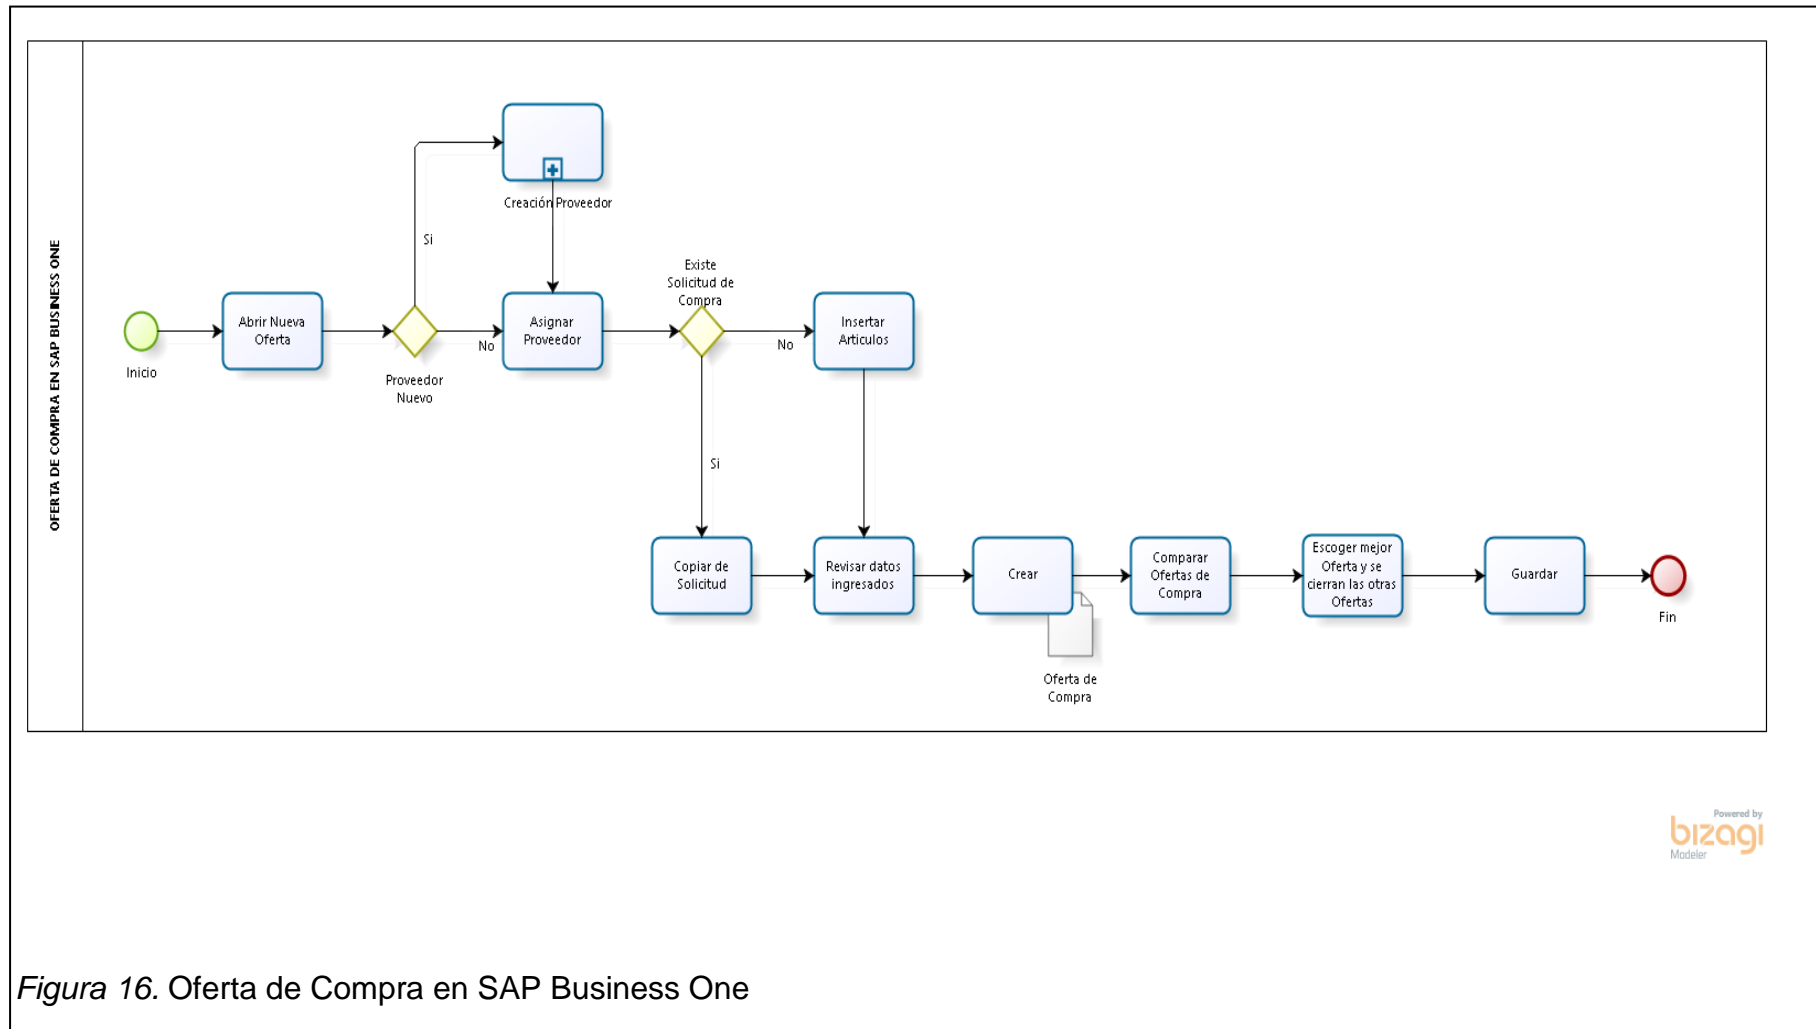 OFERTA DE COMPRA EN SAP BUSINESS ONE
Inicio
Abrir Nueva
Oferta
Proveedor
Nuevo
Si
No
Creación Proveedor
Asignar
Proveedor
Existe
Solicitud de
Compra
No
Si
Insertar
Articulos
Copiar de
Solicitud
Revisar datos
ingresados
Crear
Oferta de
Compra
Comparar
Ofertas de
Compra
Escoger mejor
Oferta y se
cierran las otras
Ofertas
Guardar
Fin
Powered by
bizagi
Modeler
Figura 16. Oferta de Compra en SAP Business One